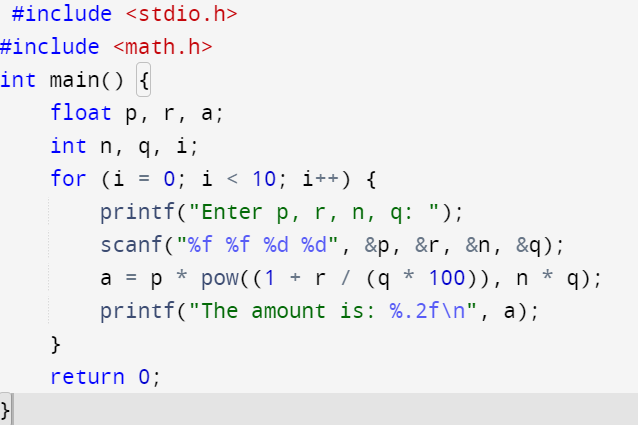 #include <stdio.h>
#include <math.h>
int main() {
    float p, r, a;
    int n, q, i;
    for (i = 0; i < 10; i++) {
        printf("Enter p, r, n, q: ");
        scanf("%f %f %d %d", &p, &r, &n, &q);
        a = p * pow((1 + r / (q * 100)), n * q);
        printf("The amount is: %.2f\n", a);
    }
    return 0;
}